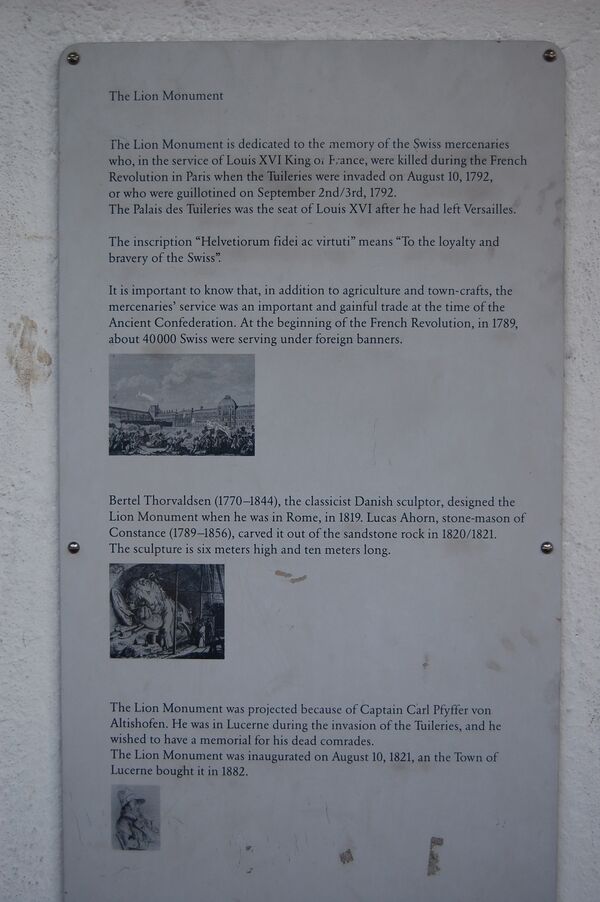 The Lion Monument
The Lion Monument is dedicated to the memory of the Swiss mercenaries
who, in the service of Louis XVI King of France, were killed during the French
Revolution in Paris when the Tuileries were invaded on August 10, 1792,
or who were guillotined on September 2nd/3rd, 1792.
The Palais des Tuileries was the seat of Louis XVI after he had left Versailles.
The inscription “Helvetiorum fidei ac virtuti” means “To the loyalty and
bravery of the Swiss”.
It is important to know that, in addition to agriculture and town-crafts, the
mercenaries’ service was an important and gainful trade at the time of the
Ancient Confederation. At the beginning of the French Revolution, in 1789,
about 40000 Swiss were serving under foreign banners.
Bertel Thorvaldsen (1770–1844), the classicist Danish sculptor, designed the
Lion Monument when he was in Rome, in 1819. Lucas Ahorn, stone-mason of
Constance (1789–1856), carved it out of the sandstone rock in 1820/1821.
The sculpture is six meters high and ten meters long.
The Lion Monument was projected because of Captain Carl Pfyffer von
Altishofen. He was in Lucerne during the invasion of the Tuileries, and he
wished to have a memorial for his dead comrades.
The Lion Monument was inaugurated on August 10, 1821, an the Town of
Lucerne bought it in 1882.